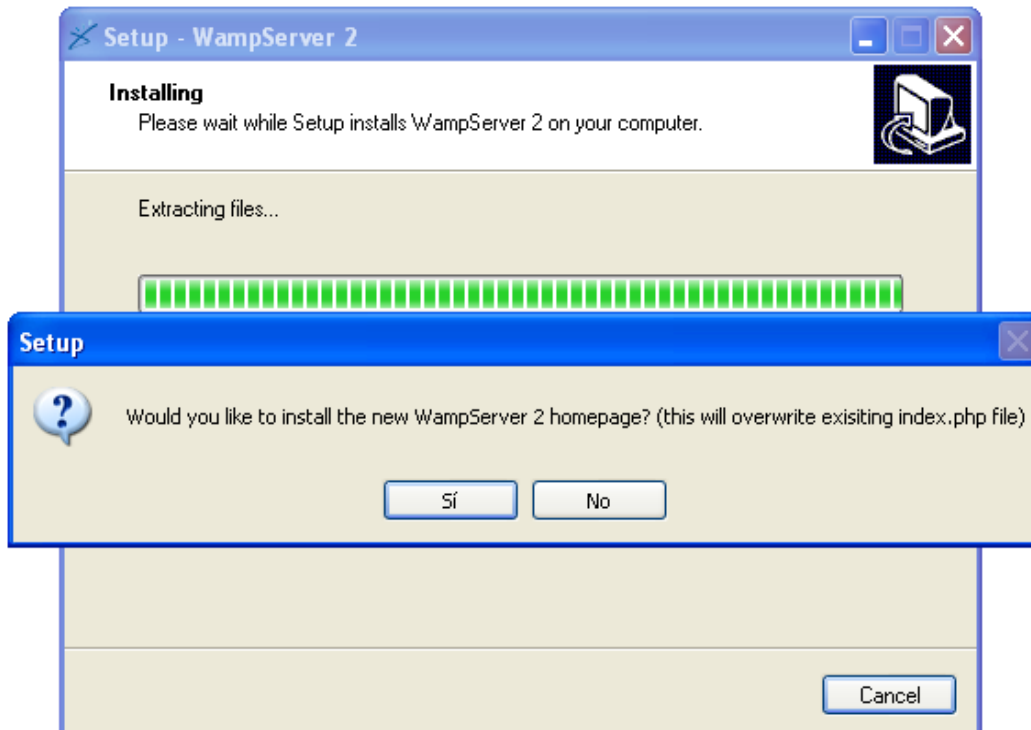 Setup - WampServer 2
Installing
Please wait while Setup installs WampServer 2 on your computer.
Extracting files...
Setup
Would you like to install the new WampServer 2 homepage? (this will overwrite exisiting index.php file)
Sí No
Cancel